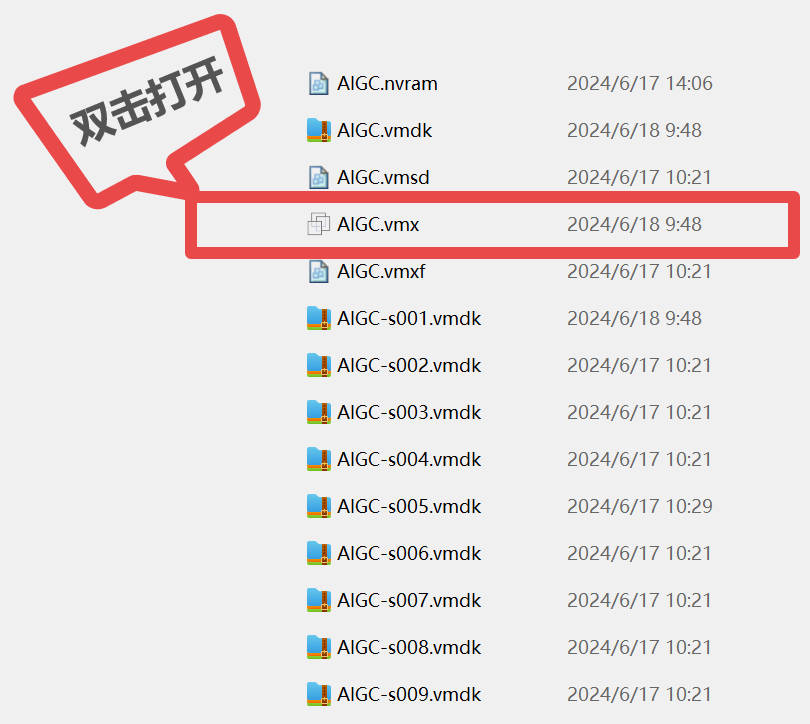 双击打开
AIGC.nvram 2024/6/17 14:06
AIGC.vmdk 2024/6/18 9:48
AIGC.vmsd 2024/6/17 10:21
AIGC.vmx 2024/6/18 9:48
AIGC.vmxf 2024/6/17 10:21
AIGC-s001.vmdk 2024/6/18 9:48
AIGC-s002.vmdk 2024/6/17 10:21
AIGC-s003.vmdk 2024/6/17 10:21
AIGC-s004.vmdk 2024/6/17 10:21
AIGC-s005.vmdk 2024/6/17 10:29
AIGC-s006.vmdk 2024/6/17 10:21
AIGC-s007.vmdk 2024/6/17 10:21
AIGC-s008.vmdk 2024/6/17 10:21
AIGC-s009.vmdk 2024/6/17 10:21